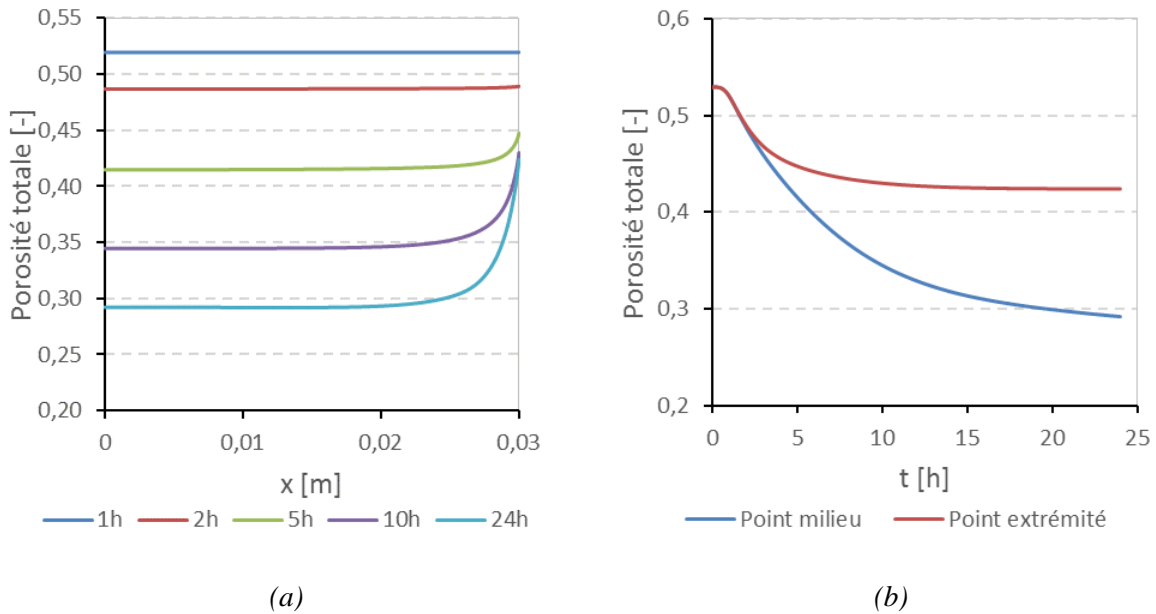 Porosité totale [-]
0,55
0,50
0,45
0,40
0,35
0,30
0,25
0,20
0
0,01
0,02
0,03
x [m]
1h
2h
5h
10h
24h
(a)
Porosité totale [-]
0,6
0,5
0,4
0,3
0,2
0
5
10
15
20
25
t [h]
Point milieu
Point extrémité
(b)